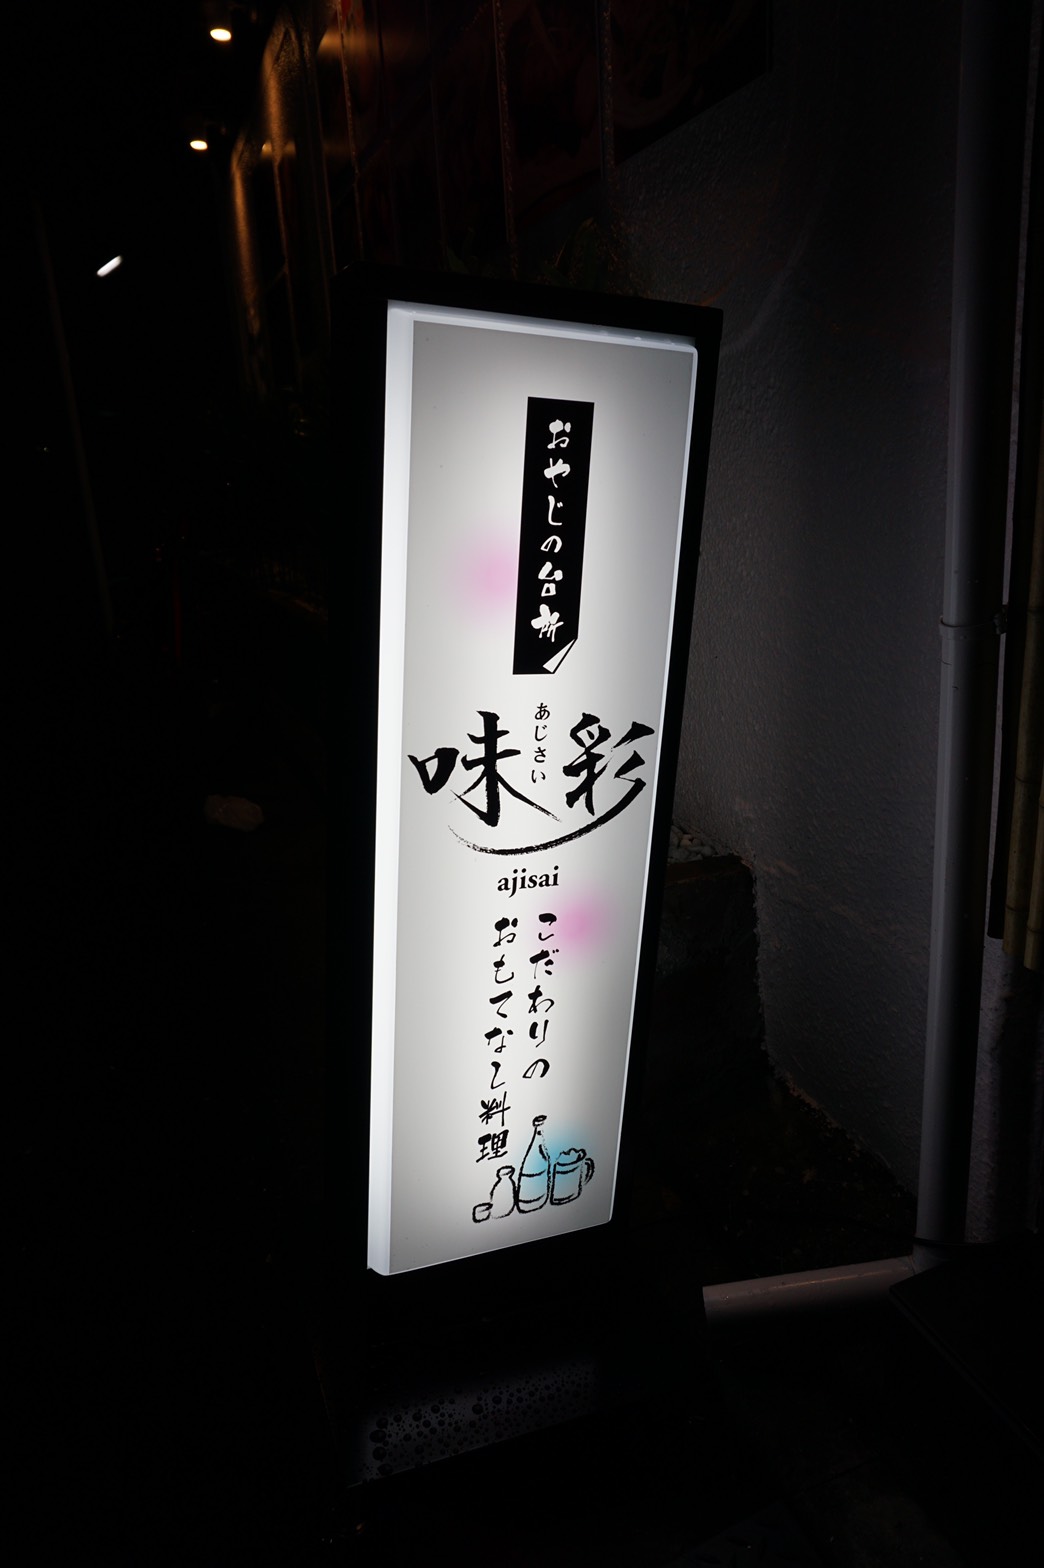 おやじの台所
味彩
あじさい
ajisai
こだわりの
おもてなし料理